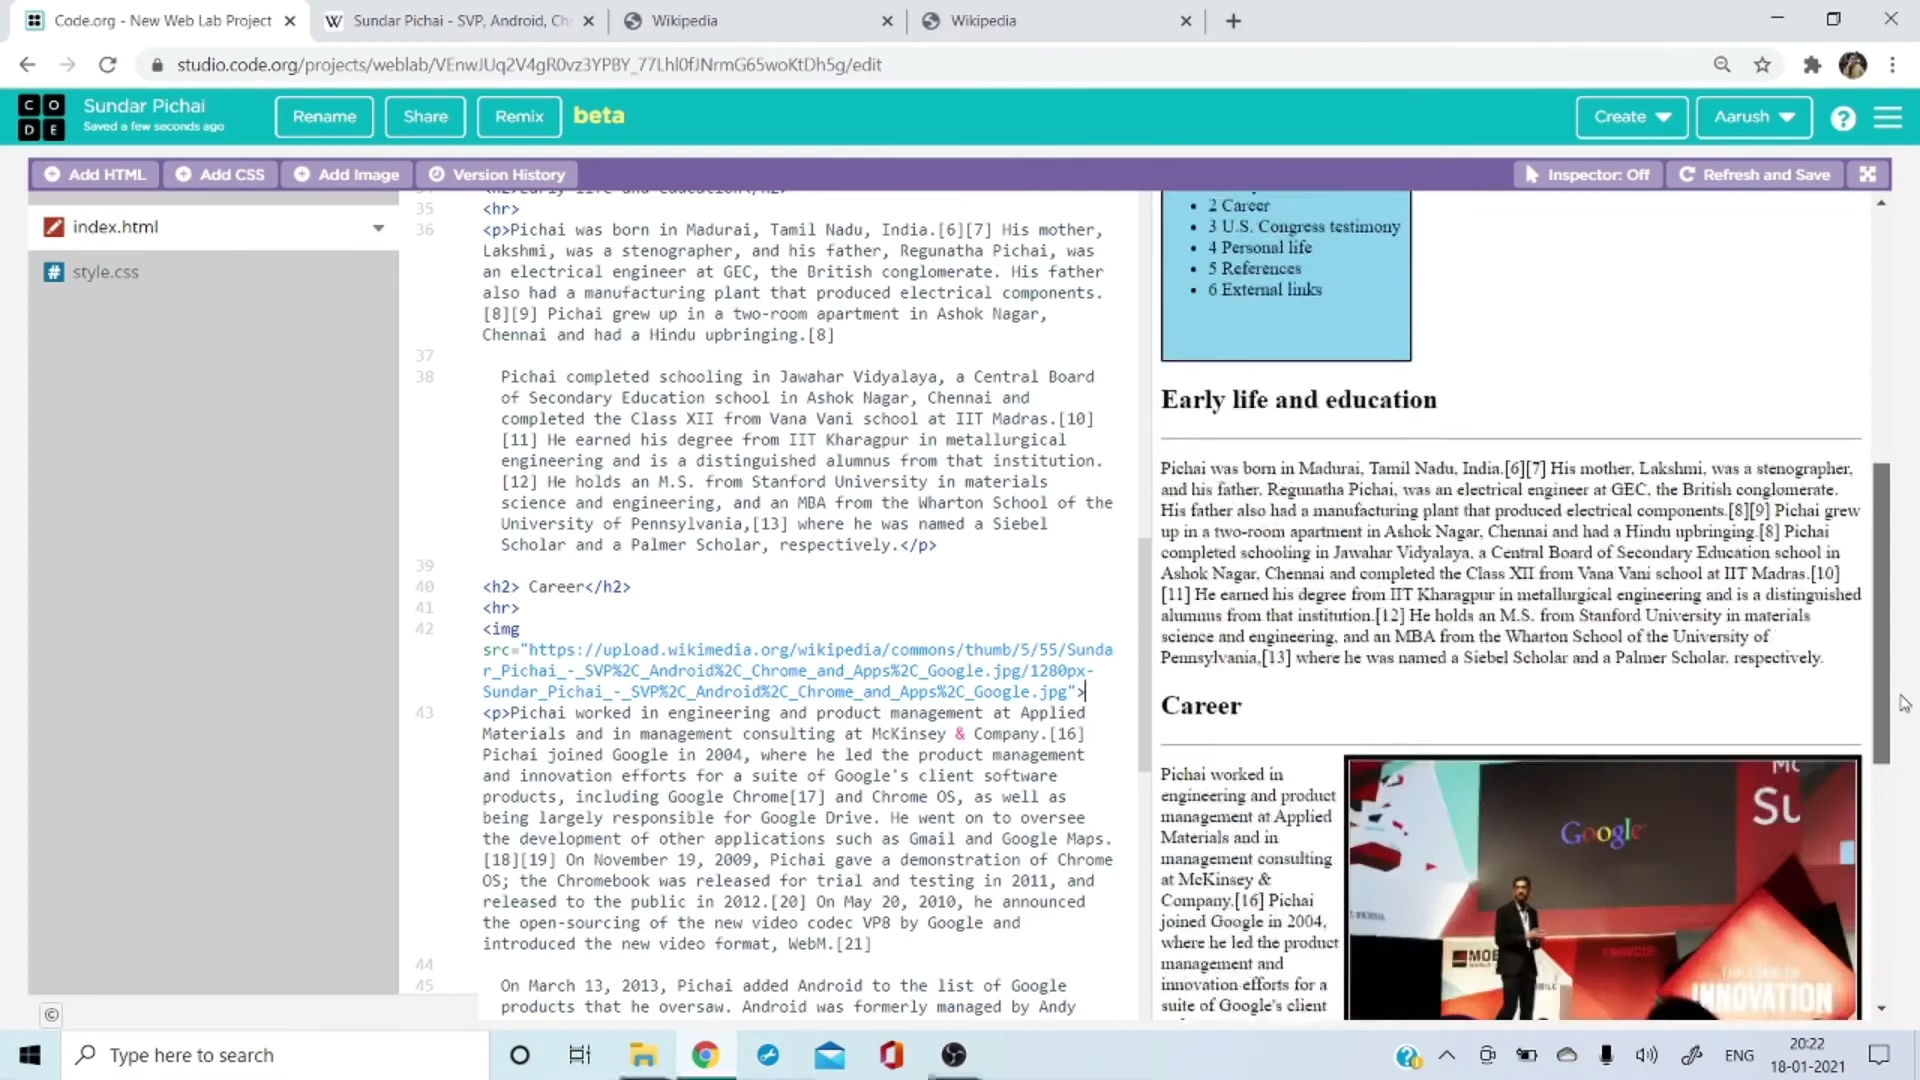 Code.org - New Web Lab Project
Sundar Pichai - SVP, Android, Ch
Wikipedia
Wikipedia
studio.code.org/projects/weblab/VEnwJUq2V4gR0vz3YPBY_77Lhl0fJNrmG65woKtDh5g/edit
CODE
Sundar Pichai
Saved a few seconds ago
Rename
Share
Remix
beta
Create
Aarush
Add HTML
Add CSS
Add Image
Version History
Inspector: Off
Refresh and Save
index.html
style.css
34 <h2>Early life and education</h2>
35 <hr>
36 <p>Pichai was born in Madurai, Tamil Nadu, India.[6][7] His mother,
Lakshmi, was a stenographer, and his father, Regunatha Pichai, was
an electrical engineer at GEC, the British conglomerate. His father
also had a manufacturing plant that produced electrical components.
[8][9] Pichai grew up in a two-room apartment in Ashok Nagar,
Chennai and had a Hindu upbringing.[8]
37
38 Pichai completed schooling in Jawahar Vidyalaya, a Central Board
of Secondary Education school in Ashok Nagar, Chennai and
completed the Class XII from Vana Vani school at IIT Madras.[10]
[11] He earned his degree from IIT Kharagpur in metallurgical
engineering and is a distinguished alumnus from that institution.
[12] He holds an M.S. from Stanford University in materials
science and engineering, and an MBA from the Wharton School of the
University of Pennsylvania,[13] where he was named a Siebel
Scholar and a Palmer Scholar, respectively.</p>
39
40 <h2> Career</h2>
41 <hr>
42 <img
src="https://upload.wikimedia.org/wikipedia/commons/thumb/5/55/Sunda
r_Pichai_-_SVP%2C_Android%2C_Chrome_and_Apps%2C_Google.jpg/1280px-
Sundar_Pichai_-_SVP%2C_Android%2C_Chrome_and_Apps%2C_Google.jpg">
43 <p>Pichai worked in engineering and product management at Applied
Materials and in management consulting at McKinsey & Company.[16]
Pichai joined Google in 2004, where he led the product management
and innovation efforts for a suite of Google's client software
products, including Google Chrome[17] and Chrome OS, as well as
being largely responsible for Google Drive. He went on to oversee
the development of other applications such as Gmail and Google Maps.
[18][19] On November 19, 2009, Pichai gave a demonstration of Chrome
OS; the Chromebook was released for trial and testing in 2011, and
released to the public in 2012.[20] On May 20, 2010, he announced
the open-sourcing of the new video codec VP8 by Google and
introduced the new video format, WebM.[21]
44
45 On March 13, 2013, Pichai added Android to the list of Google
products that he oversaw. Android was formerly managed by Andy
2 Career
3 U.S. Congress testimony
4 Personal life
5 References
6 External links
Early life and education
Pichai was born in Madurai, Tamil Nadu, India.[6][7] His mother, Lakshmi, was a stenographer,
and his father, Regunatha Pichai, was an electrical engineer at GEC, the British conglomerate.
His father also had a manufacturing plant that produced electrical components.[8][9] Pichai grew
up in a two-room apartment in Ashok Nagar, Chennai and had a Hindu upbringing.[8] Pichai
completed schooling in Jawahar Vidyalaya, a Central Board of Secondary Education school in
Ashok Nagar, Chennai and completed the Class XII from Vana Vani school at IIT Madras.[10]
[11] He earned his degree from IIT Kharagpur in metallurgical engineering and is a distinguished
alumnus from that institution.[12] He holds an M.S. from Stanford University in materials
science and engineering, and an MBA from the Wharton School of the University of
Pennsylvania,[13] where he was named a Siebel Scholar and a Palmer Scholar, respectively.
Career
Pichai worked in
engineering and product
management at Applied
Materials and in
management consulting
at McKinsey &
Company.[16] Pichai
joined Google in 2004,
where he led the product
management and
innovation efforts for a
suite of Google's client
Google
Su
INNOVATION
Type here to search
ENG
20:22
18-01-2021